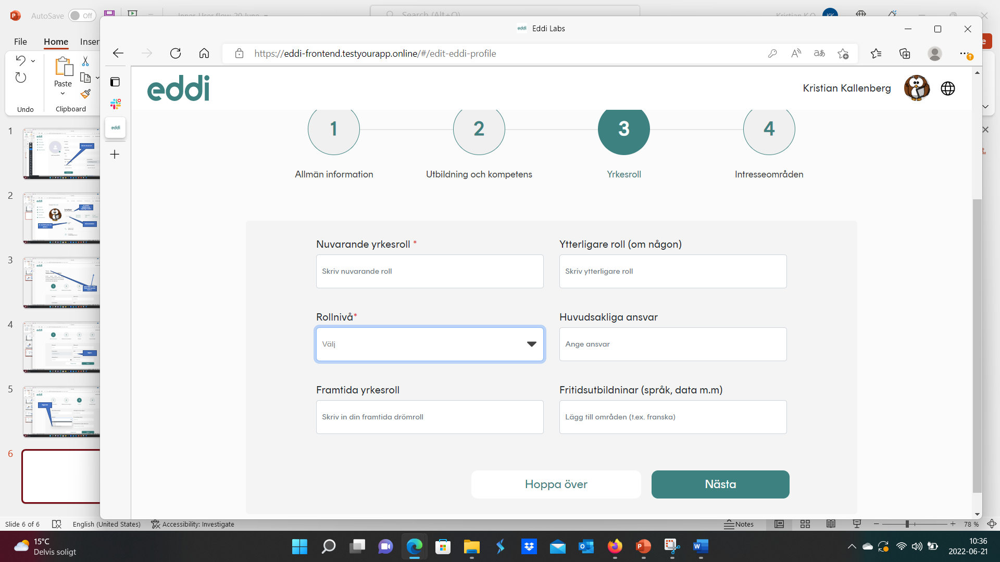 AutoSave Off
Search (Alt+Q)
Kristian K.O
KK
File Home Inser
Undo
Paste
Clipboard
Eddi Labs
https://eddi-frontend.testyourapp.online/#/edit-eddi-profile
eddi
Kristian Kallenberg
1 2 3 4
Allmän information Utbildning och kompetens Yrkesroll Intresseområden
Nuvarande yrkesroll * Ytterligare roll (om någon)
Skriv nuvarande roll Skriv ytterligare roll
Rollnivå* Huvudsakliga ansvar
Välj Ange ansvar
Framtida yrkesroll Fritidsutbildninar (språk, data m.m)
Skriv in din framtida drömroll Lägg till områden (t.ex. franska)
Hoppa över Nästa
1
2
3
4
5
6
Slide 6 of 6 English (United States) Accessibility: Investigate Notes 78 %
15°C
Delvis soligt
10:36
2022-06-21